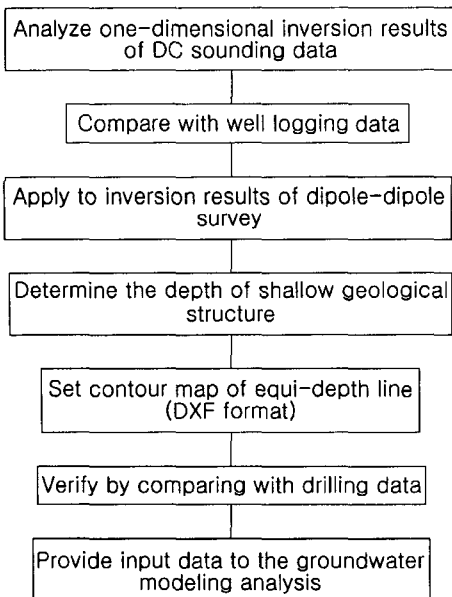 Analyze one-dimensional inversion results
of DC sounding data
Compare with well logging data
Apply to inversion results of dipole-dipole
survey
Determine the depth of shallow geological
structure
Set contour map of equi-depth line
(DXF format)
Verify by comparing with drilling data
Provide input data to the groundwater
modeling analysis